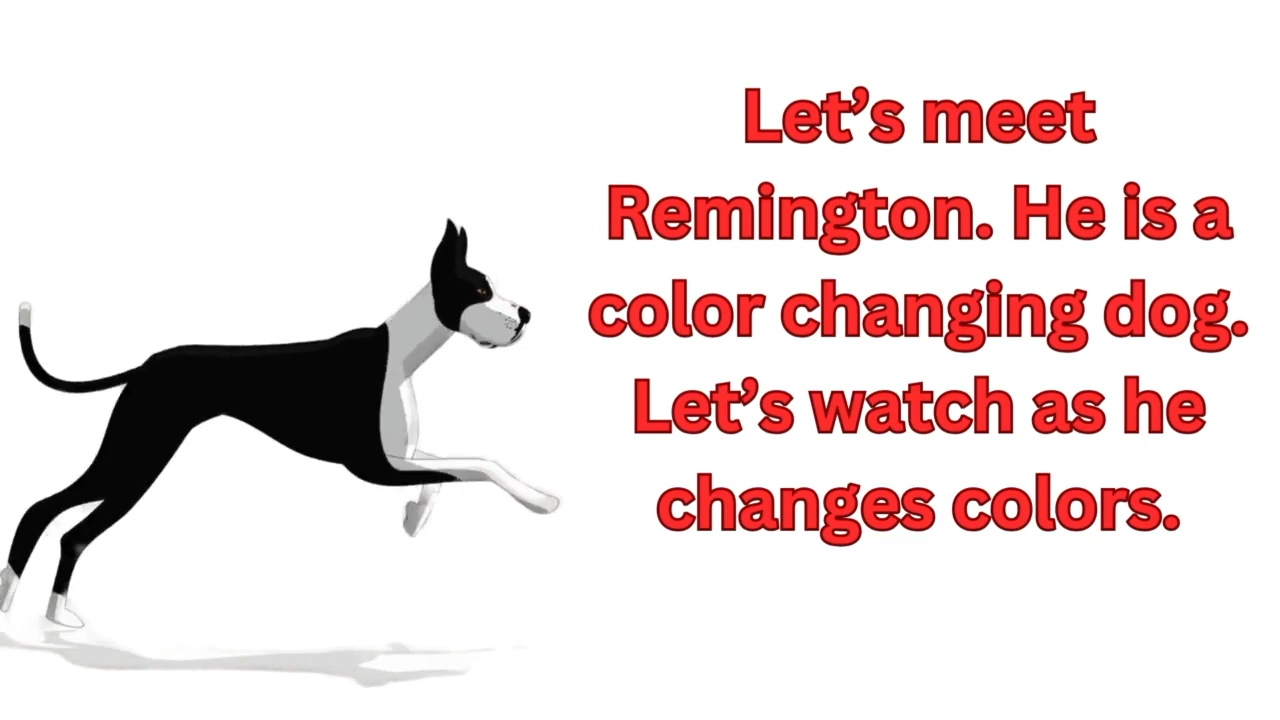 Let’s meet
Remington. He is a
color changing dog.
Let’s watch as he
changes colors.